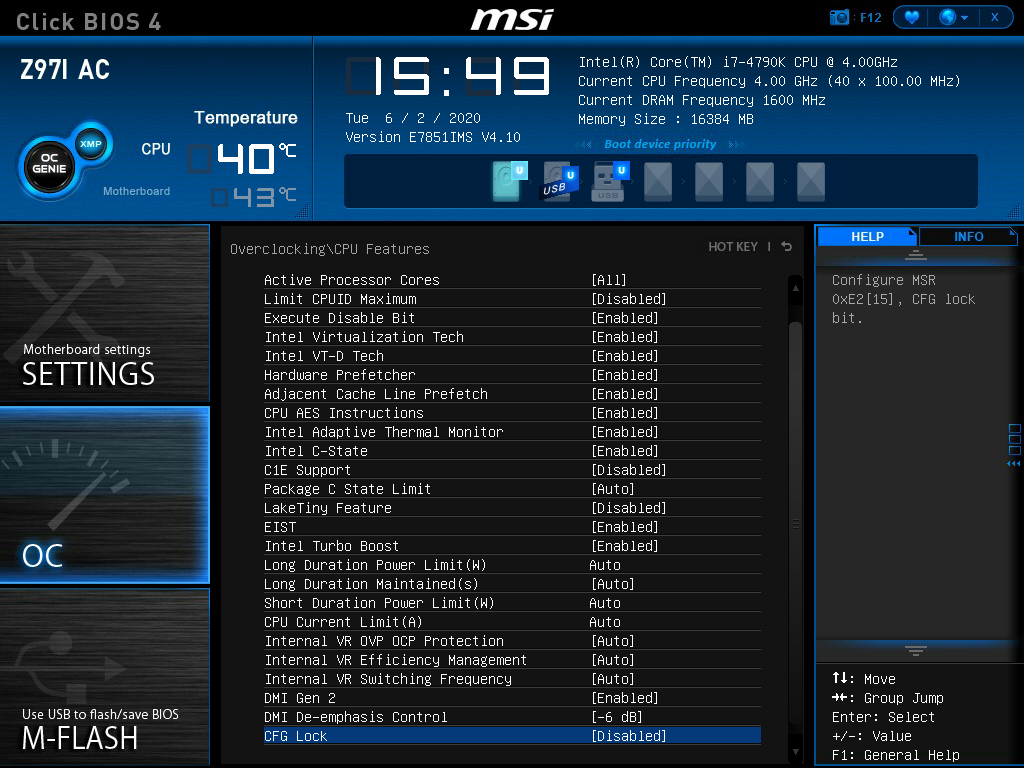 Click BIOS 4
msi
: F12
X
Z97I AC
15:49
Intel(R) Core(TM) i7-4790K CPU @ 4.00GHz
Current CPU Frequency 4.00 GHz (40 x 100.00 MHz)
Current DRAM Frequency 1600 MHz
Memory Size : 16384 MB
Temperature
Tue 6 / 2 / 2020
Version E7851IMS V4.10
OC
GENIE
XMP
CPU 40°C
Motherboard 43°C
Boot device priority
U
USB U
USB U
HELP
INFO
Overclocking\CPU Features
HOT KEY |
Configure MSR
0xE2[15], CFG lock
bit.
Motherboard settings
SETTINGS
OC
Use USB to flash/save BIOS
M-FLASH
Active Processor Cores [All]
Limit CPUID Maximum [Disabled]
Execute Disable Bit [Enabled]
Intel Virtualization Tech [Enabled]
Intel VT-D Tech [Enabled]
Hardware Prefetcher [Enabled]
Adjacent Cache Line Prefetch [Enabled]
CPU AES Instructions [Enabled]
Intel Adaptive Thermal Monitor [Enabled]
Intel C-State [Enabled]
C1E Support [Disabled]
Package C State Limit [Auto]
LakeTiny Feature [Disabled]
EIST [Enabled]
Intel Turbo Boost [Enabled]
Long Duration Power Limit(W) Auto
Long Duration Maintained(s) [Auto]
Short Duration Power Limit(W) Auto
CPU Current Limit(A) Auto
Internal VR OVP OCP Protection [Auto]
Internal VR Efficiency Management [Auto]
Internal VR Switching Frequency [Auto]
DMI Gen 2 [Enabled]
DMI De-emphasis Control [-6 dB]
CFG Lock [Disabled]
↑↓: Move
→←: Group Jump
Enter: Select
+/-: Value
F1: General Help